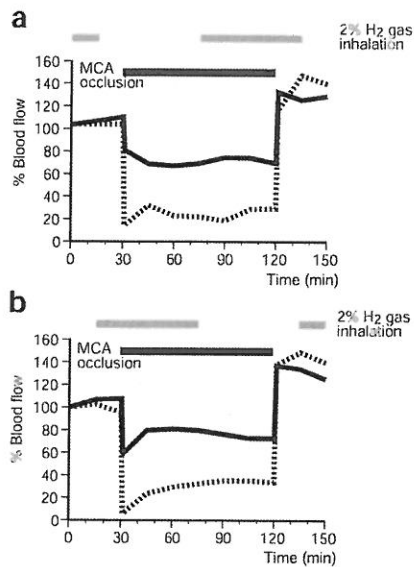 a
2% H2 gas
inhalation
MCA
occlusion
160
140
120
100
80
60
40
20
0
% Blood flow
0 30 60 90 120 150
Time (min)
b
2% H2 gas
inhalation
MCA
occlusion
160
140
120
100
80
60
40
20
0
% Blood flow
0 30 60 90 120 150
Time (min)